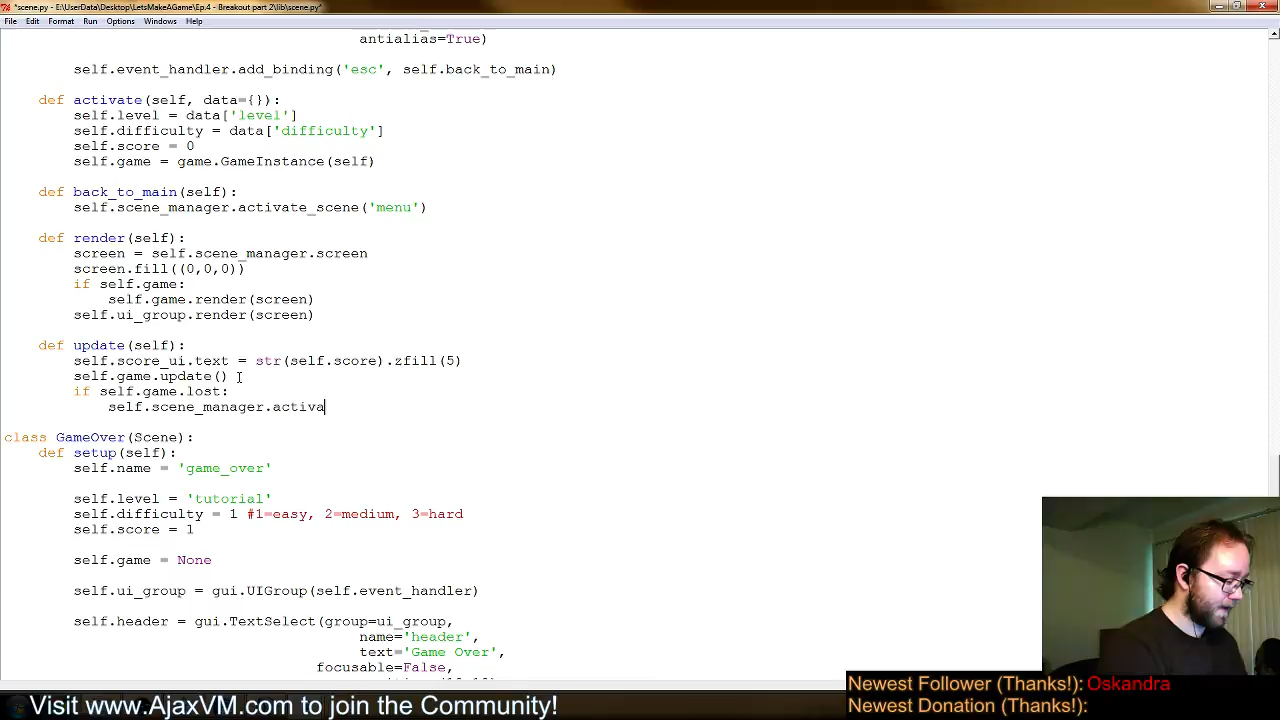 *scene.py - E:\UserData\Desktop\LetsMakeAGame\Ep.4 - Breakout part 2\lib\scene.py*
File Edit Format Run Options Windows Help
antialias=True)
self.event_handler.add_binding('esc', self.back_to_main)
def activate(self, data={}):
self.level = data['level']
self.difficulty = data['difficulty']
self.score = 0
self.game = game.GameInstance(self)
def back_to_main(self):
self.scene_manager.activate_scene('menu')
def render(self):
screen = self.scene_manager.screen
screen.fill((0,0,0))
if self.game:
self.game.render(screen)
self.ui_group.render(screen)
def update(self):
self.score_ui.text = str(self.score).zfill(5)
self.game.update()
if self.game.lost:
self.scene_manager.activa
class GameOver(Scene):
def setup(self):
self.name = 'game_over'
self.level = 'tutorial'
self.difficulty = 1 #1=easy, 2=medium, 3=hard
self.score = 1
self.game = None
self.ui_group = gui.UIGroup(self.event_handler)
self.header = gui.TextSelect(group=ui_group,
name='header',
text='Game Over',
focusable=False,
Visit www.AjaxVM.com to join the Community!
Newest Follower (Thanks!): Oskandra
Newest Donation (Thanks!):